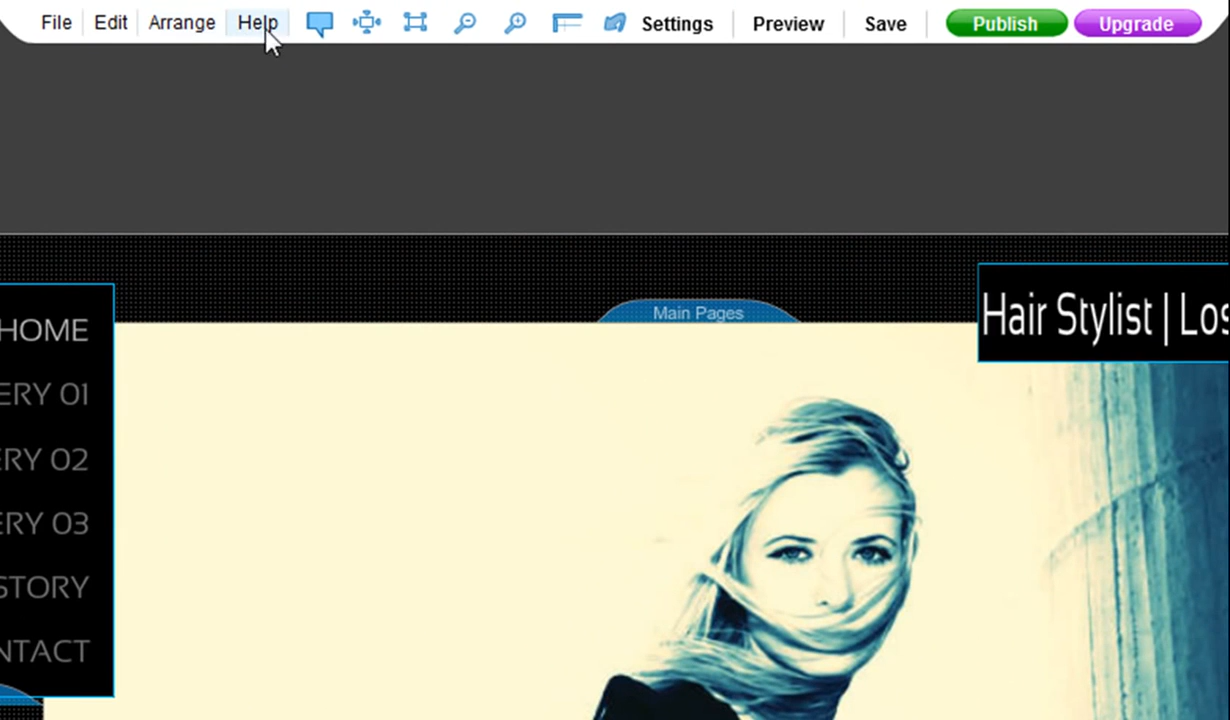 File Edit Arrange Help Settings Preview Save Publish Upgrade
Main Pages
Hair Stylist | Los
HOME
ERY 01
ERY 02
ERY 03
STORY
NTACT